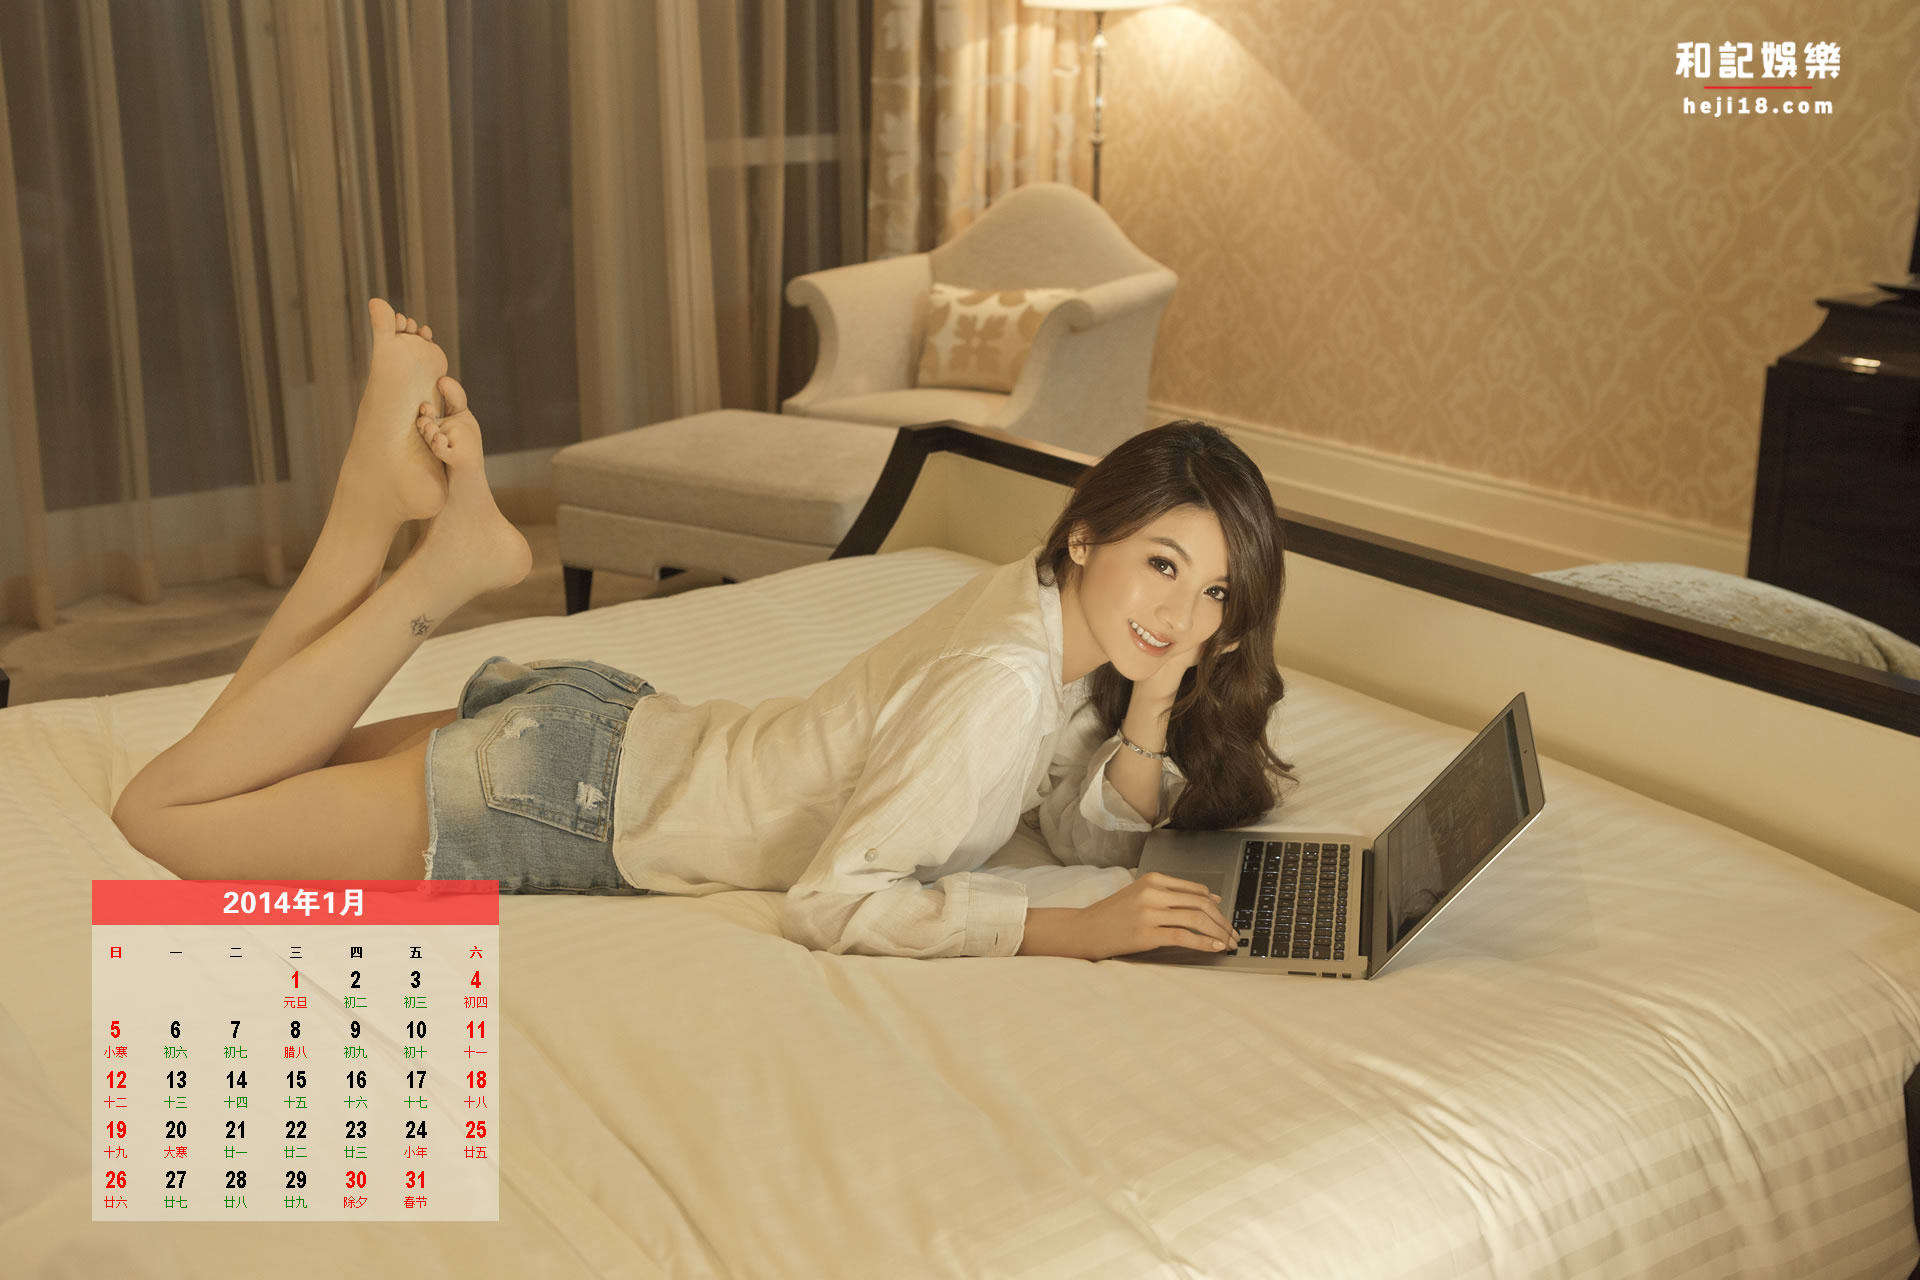 和記娛樂
heji18.com
2014年1月
日 一 二 三 四 五 六
1 2 3 4
元旦 初二 初三 初四
5 6 7 8 9 10 11
小寒 初六 初七 腊八 初九 初十 十一
12 13 14 15 16 17 18
十二 十三 十四 十五 十六 十七 十八
19 20 21 22 23 24 25
十九 大寒 廿一 廿二 廿三 小年 廿五
26 27 28 29 30 31
廿六 廿七 廿八 廿九 除夕 春节